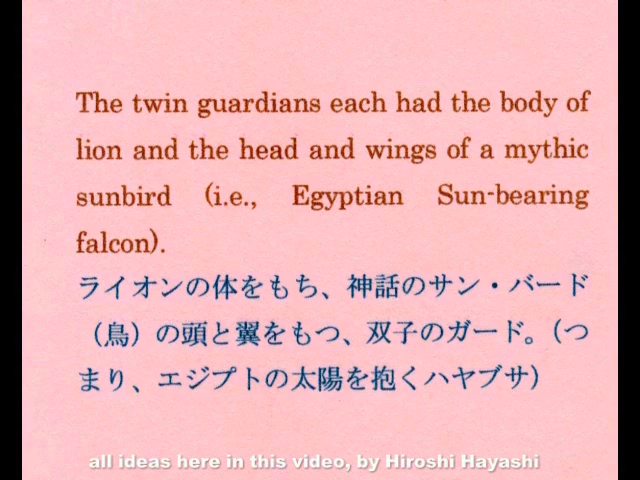 The twin guardians each had the body of
lion and the head and wings of a mythic
sunbird (i.e., Egyptian Sun-bearing
falcon).
ライオンの体をもち、神話のサン・バード
（鳥）の頭と翼をもつ、双子のガード。（つ
まり、エジプトの太陽を抱くハヤブサ）
all ideas here in this video, by Hiroshi Hayashi